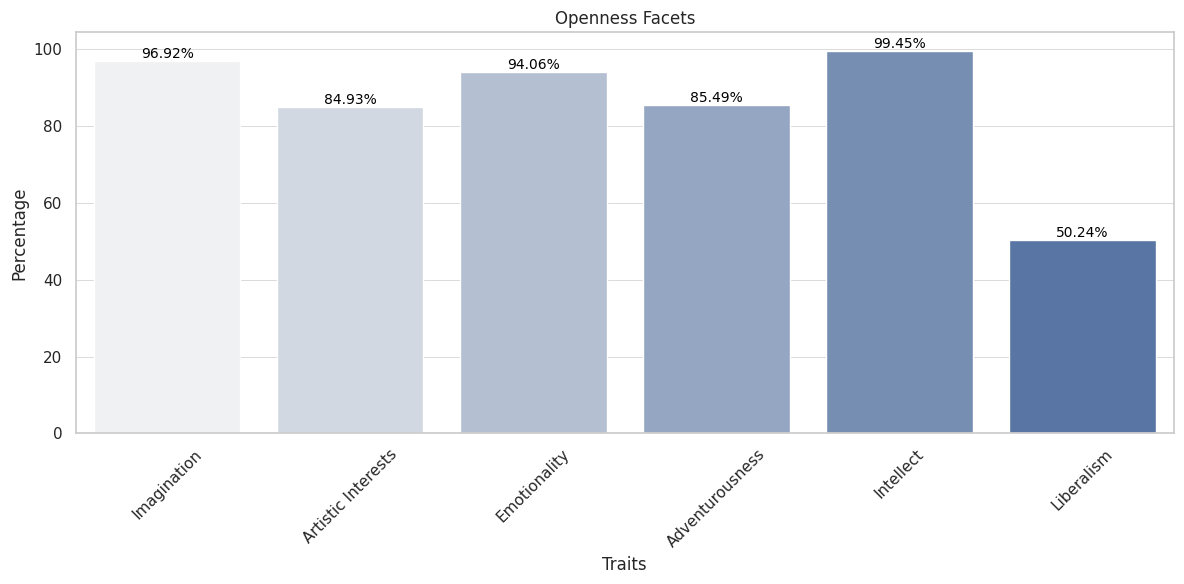 Openness Facets
Percentage
100
80
60
40
20
0
96.92%
84.93%
94.06%
85.49%
99.45%
50.24%
Imagination
Artistic Interests
Emotionality
Adventurousness
Intellect
Liberalism
Traits